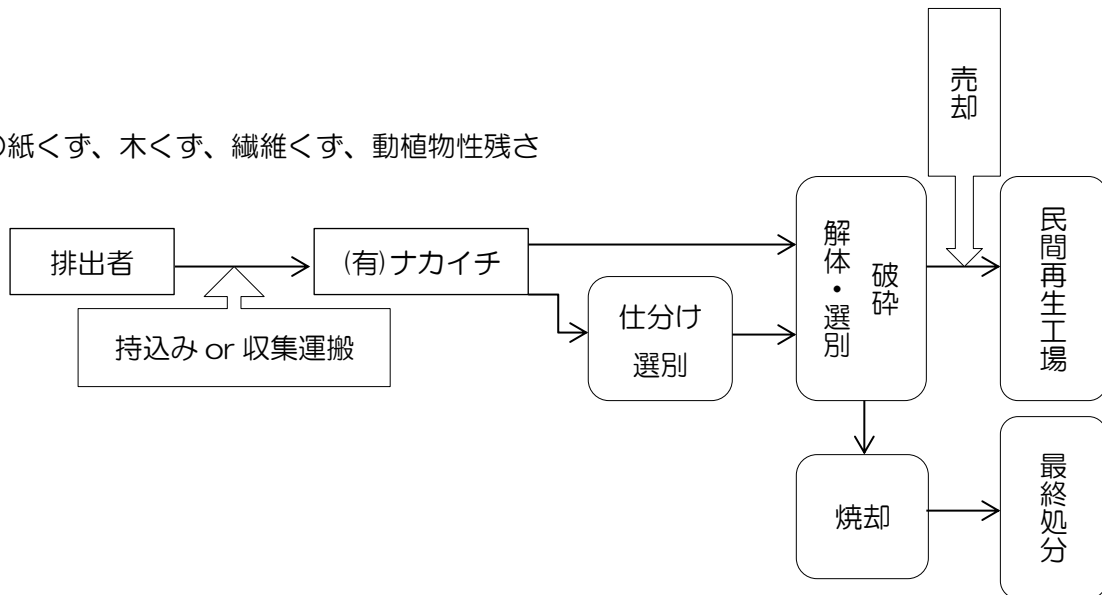 売却
の紙くず、木くず、繊維くず、動植物性残さ
排出者
(有)ナカイチ
持込み or 収集運搬
仕分け
選別
解体・選別
破砕
民間再生工場
焼却
最終処分